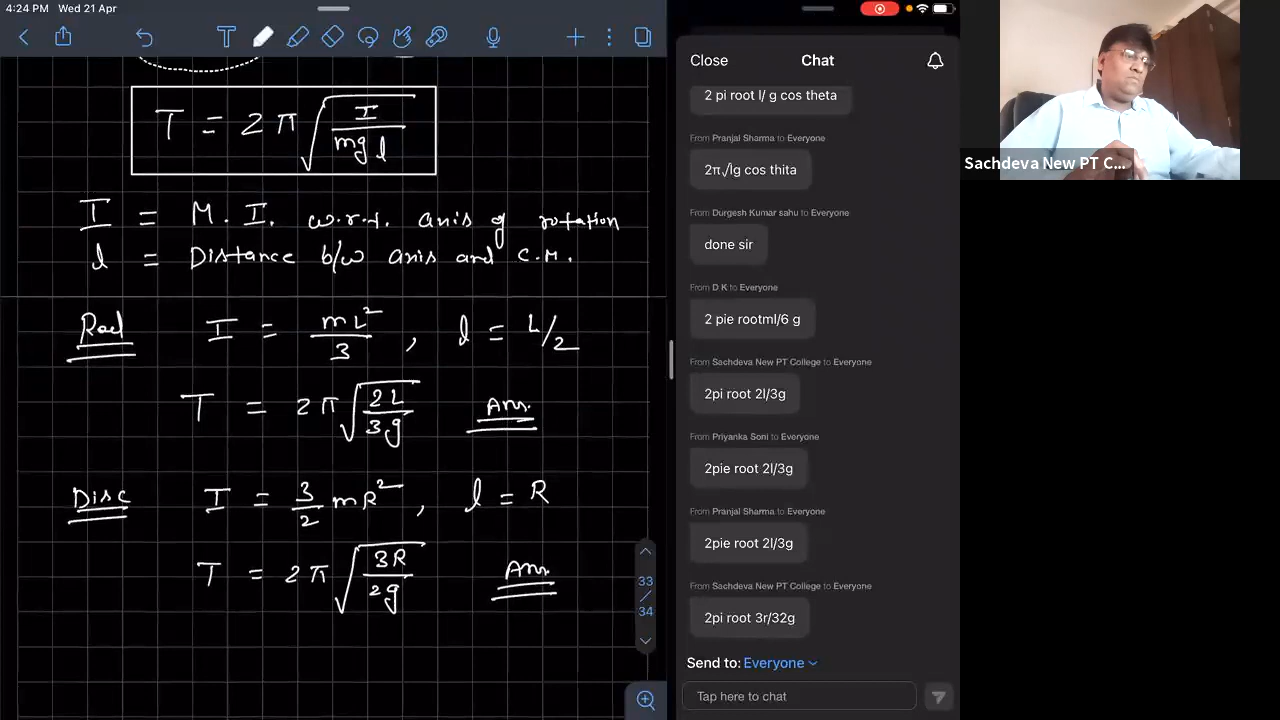 4:24 PM Wed 21 Apr
T = 2π√(I/mgl)
I = M.I. w.r.t. axis of rotation
l = Distance b/w axis and C.M.
Rod I = mL²/3 , l = L/2
T = 2π√(2L/3g) Ans.
Disc I = 3/2 mR² , l = R
T = 2π√(3R/2g) Ans.
33
/
34
Close Chat
2 pi root l/ g cos theta
From Pranjal Sharma to Everyone
2π√lg cos thita
From Durgesh Kumar sahu to Everyone
done sir
From D K to Everyone
2 pie rootml/6 g
From Sachdeva New PT College to Everyone
2pi root 2l/3g
From Priyanka Soni to Everyone
2pie root 2l/3g
From Pranjal Sharma to Everyone
2pie root 2l/3g
From Sachdeva New PT College to Everyone
2pi root 3r/32g
Send to: Everyone
Tap here to chat
Sachdeva New PT C...